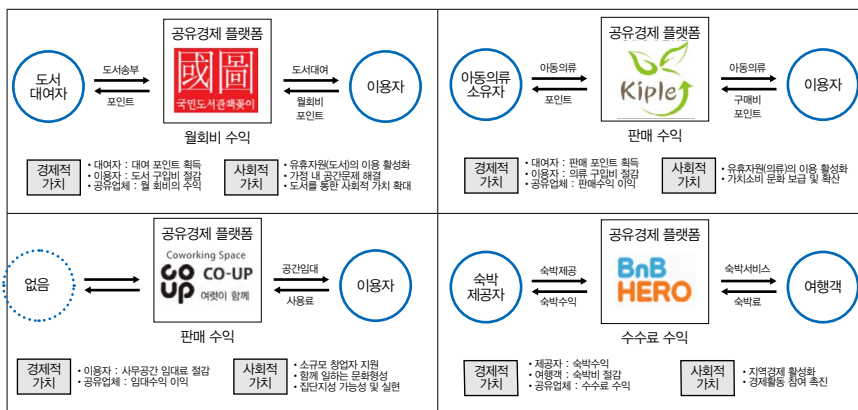 공유경제 플랫폼
도서
대여자
도서송부
포인트
國圖
국민도서관책꽂이
도서대여
월회비
포인트
이용자
월회비 수익
경제적
가치
• 대여자 : 대여 포인트 획득
• 이용자 : 도서 구입비 절감
• 공유업체 : 월 회비의 수익
사회적
가치
• 유휴자원(도서)의 이용 활성화
• 가정 내 공간문제 해결
• 도서를 통한 사회적 가치 확대
공유경제 플랫폼
아동의류
소유자
아동의류
포인트
Kiple
아동의류
구매비
포인트
이용자
판매 수익
경제적
가치
• 대여자 : 판매 포인트 획득
• 이용자 : 의류 구입비 절감
• 공유업체 : 판매수익 이익
사회적
가치
• 유휴자원(의류)의 이용 활성화
• 가치소비 문화 보급 및 확산
공유경제 플랫폼
없음
Coworking Space
CO UP
CO-UP
여럿이 함께
공간임대
사용료
이용자
판매 수익
경제적
가치
• 이용자 : 사무공간 임대료 절감
• 공유업체 : 임대수익 이익
사회적
가치
• 소규모 창업자 지원
• 함께 일하는 문화형성
• 집단지성 가능성 및 실현
공유경제 플랫폼
숙박
제공자
숙박제공
숙박수익
BnB
HERO
숙박서비스
숙박료
여행객
수수료 수익
경제적
가치
• 제공자 : 숙박수익
• 여행객 : 숙박비 절감
• 공유업체 : 수수료 수익
사회적
가치
• 지역경제 활성화
• 경제활동 참여 촉진